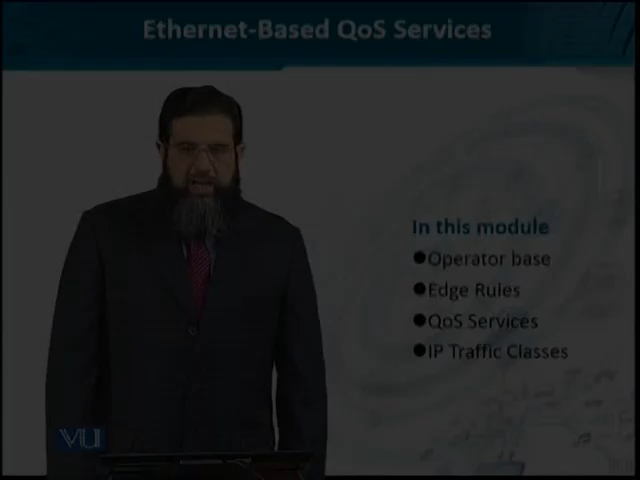 Ethernet-Based QoS Services
In this module
●Operator base
●Edge Rules
●QoS Services
●IP Traffic Classes
VU